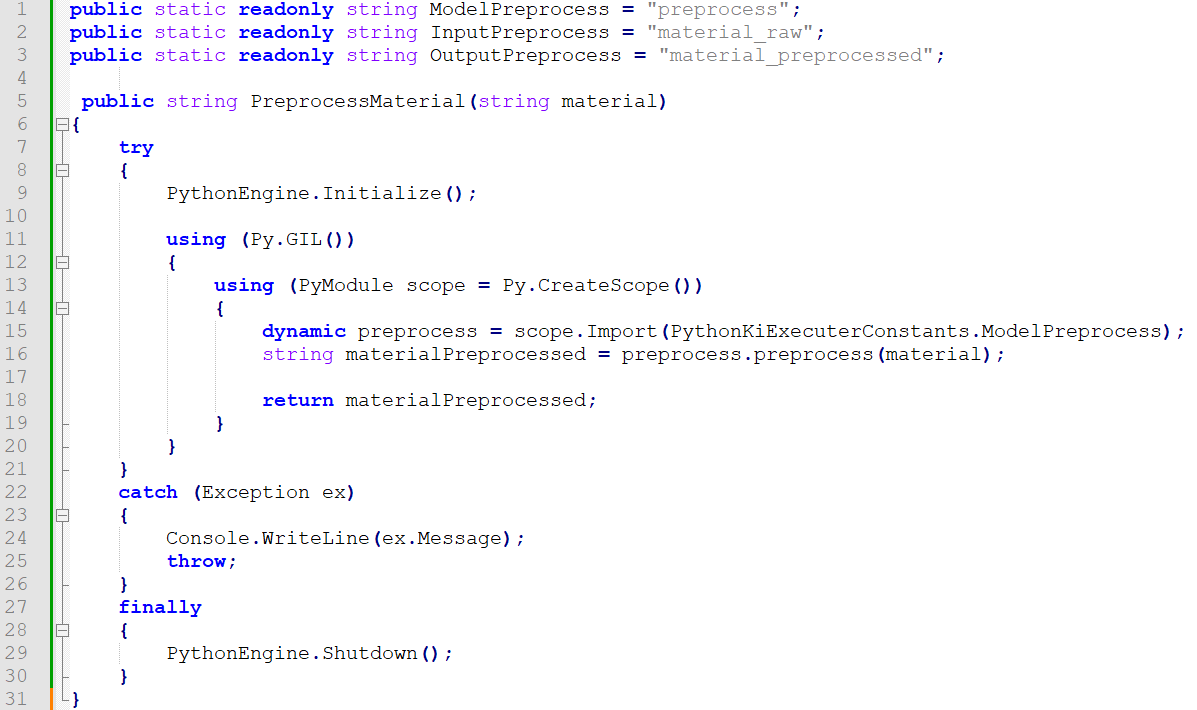 1 public static readonly string ModelPreprocess = "preprocess";
2 public static readonly string InputPreprocess = "material_raw";
3 public static readonly string OutputPreprocess = "material_preprocessed";
4
5 public string PreprocessMaterial(string material)
6 {
7 try
8 {
9 PythonEngine.Initialize();
10
11 using (Py.GIL())
12 {
13 using (PyModule scope = Py.CreateScope())
14 {
15 dynamic preprocess = scope.Import(PythonKiExecuterConstants.ModelPreprocess);
16 string materialPreprocessed = preprocess.preprocess(material);
17
18 return materialPreprocessed;
19 }
20 }
21 }
22 catch (Exception ex)
23 {
24 Console.WriteLine(ex.Message);
25 throw;
26 }
27 finally
28 {
29 PythonEngine.Shutdown();
30 }
31 }